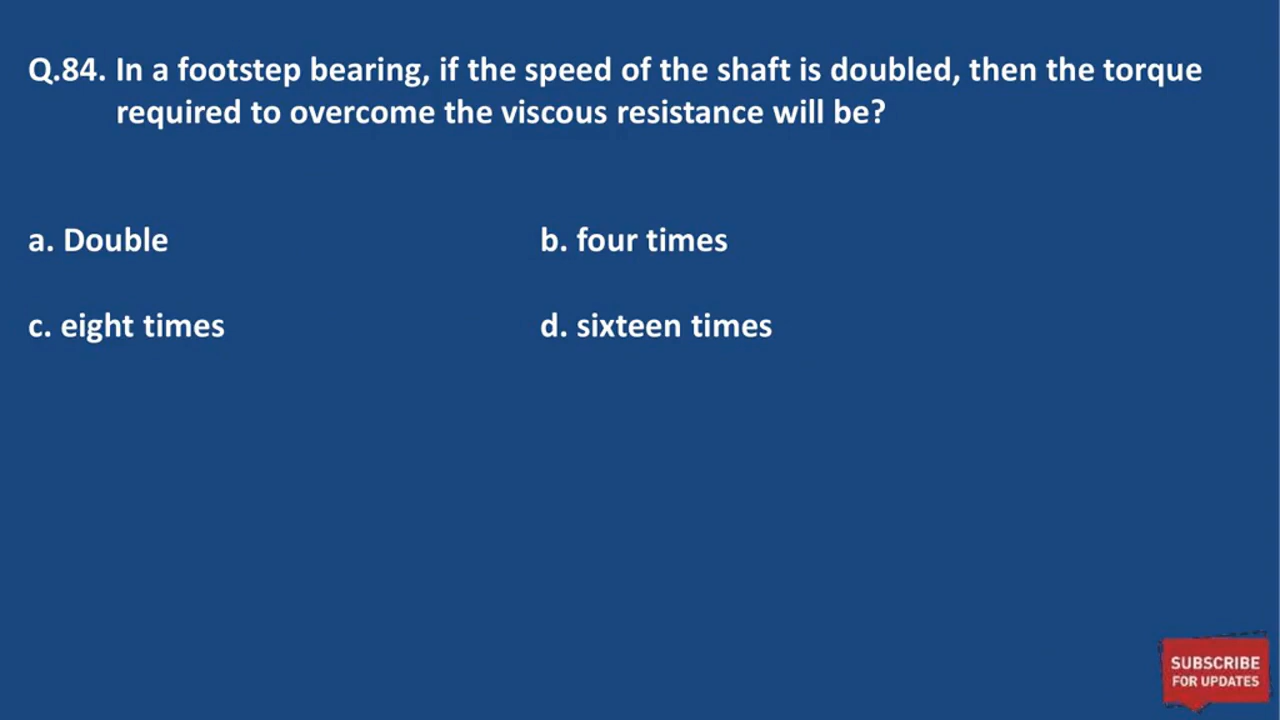 Q.84. In a footstep bearing, if the speed of the shaft is doubled, then the torque
required to overcome the viscous resistance will be?
a. Double
b. four times
c. eight times
d. sixteen times
SUBSCRIBE
FOR UPDATES